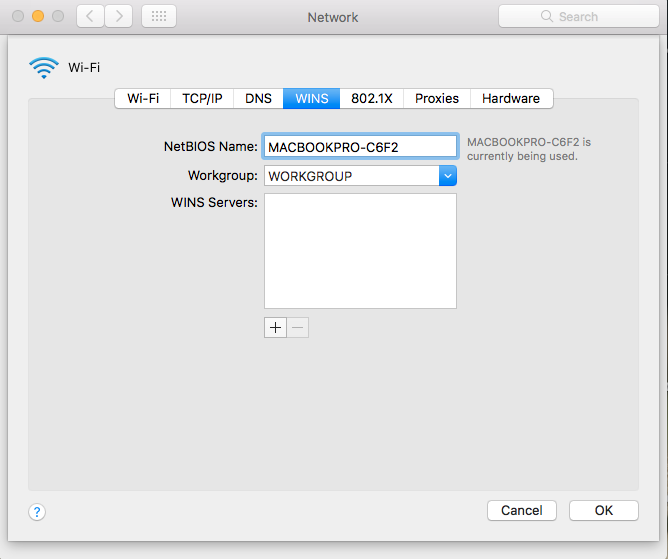 Network
Search
Wi-Fi
Wi-Fi TCP/IP DNS WINS 802.1X Proxies Hardware
NetBIOS Name: MACBOOKPRO-C6F2 MACBOOKPRO-C6F2 is
currently being used.
Workgroup: WORKGROUP
WINS Servers:
+ −
? Cancel OK